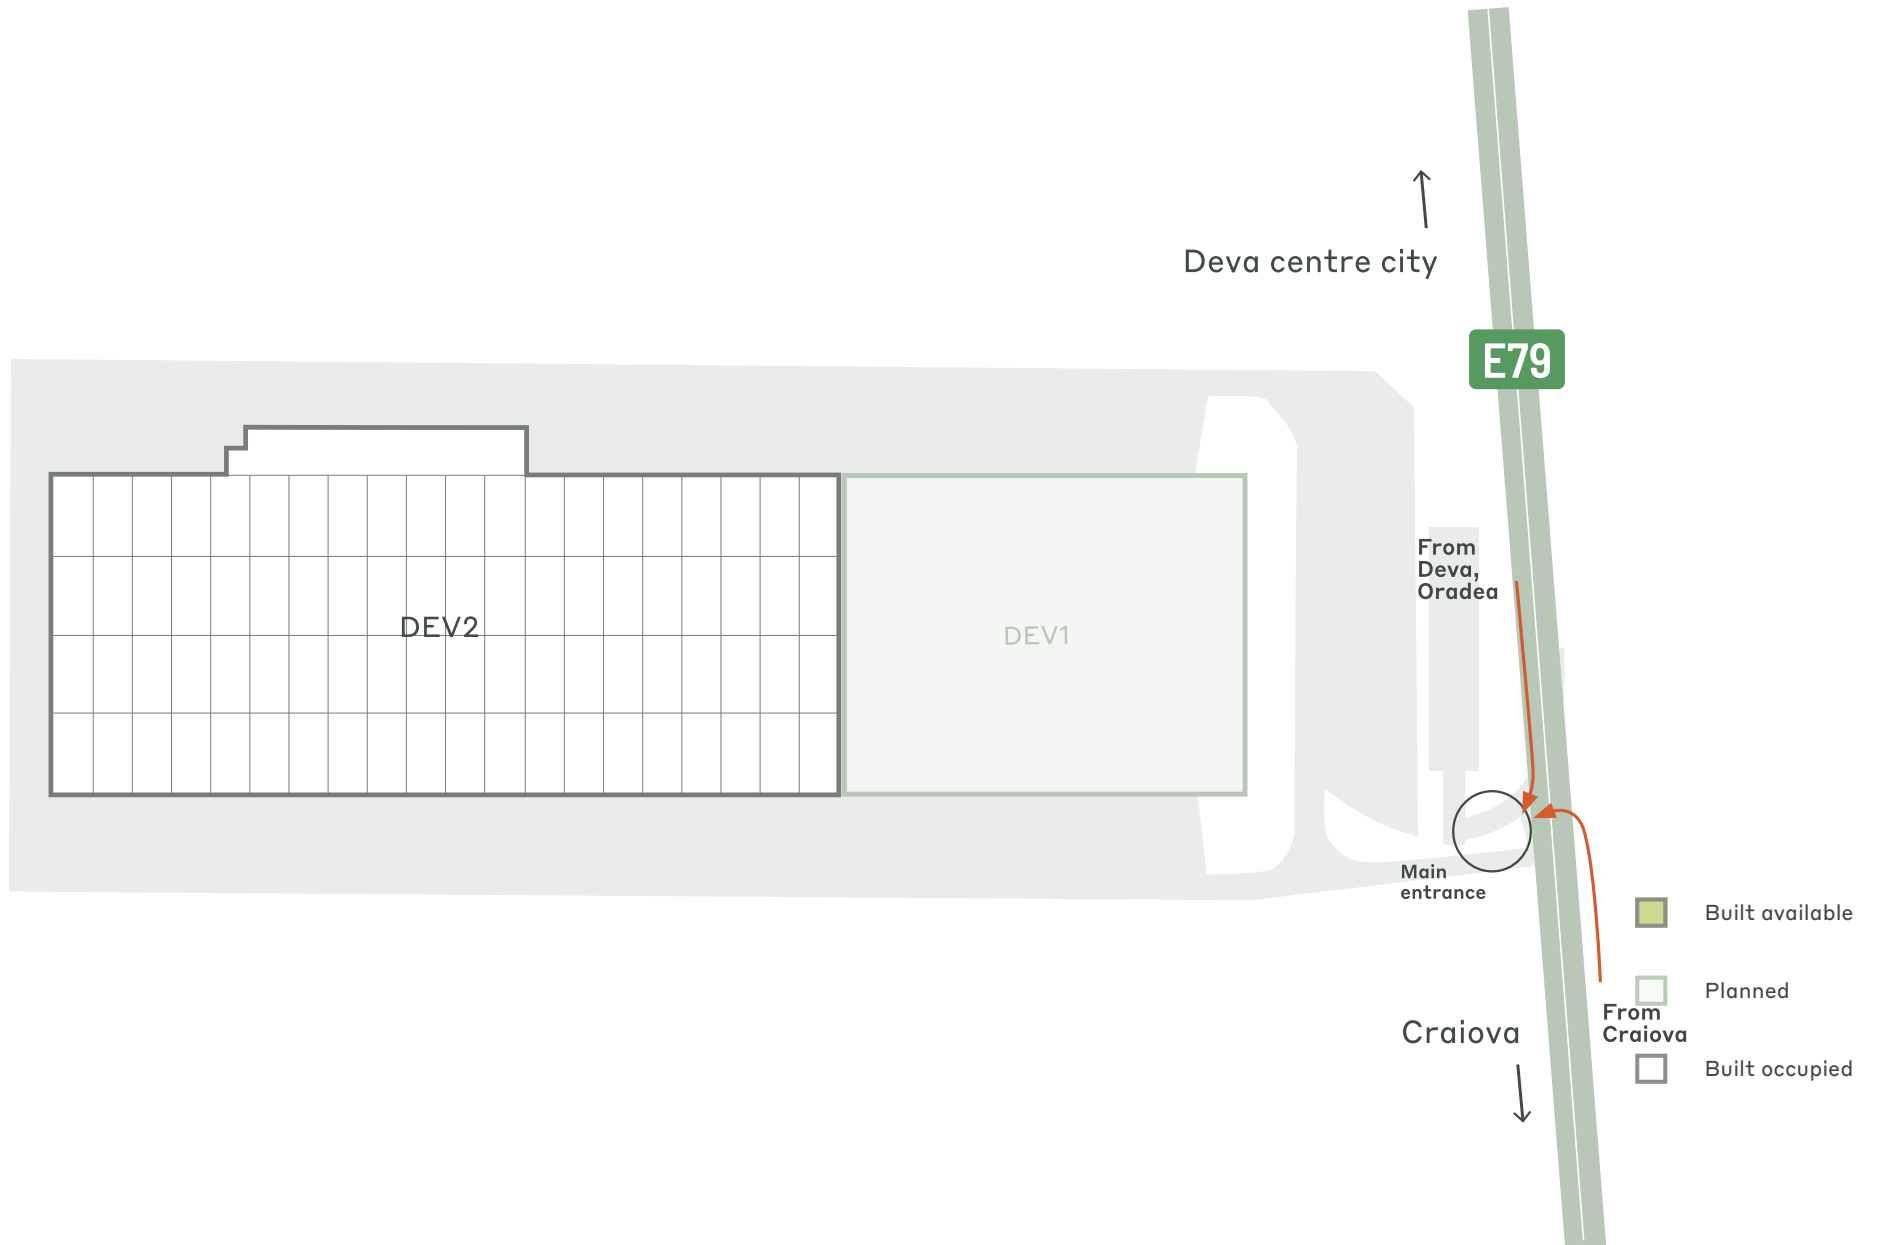 Deva centre city
E79
From
Deva,
Oradea
DEV2
DEV1
Main
entrance
Built available
Planned
From
Craiova
Craiova
Built occupied